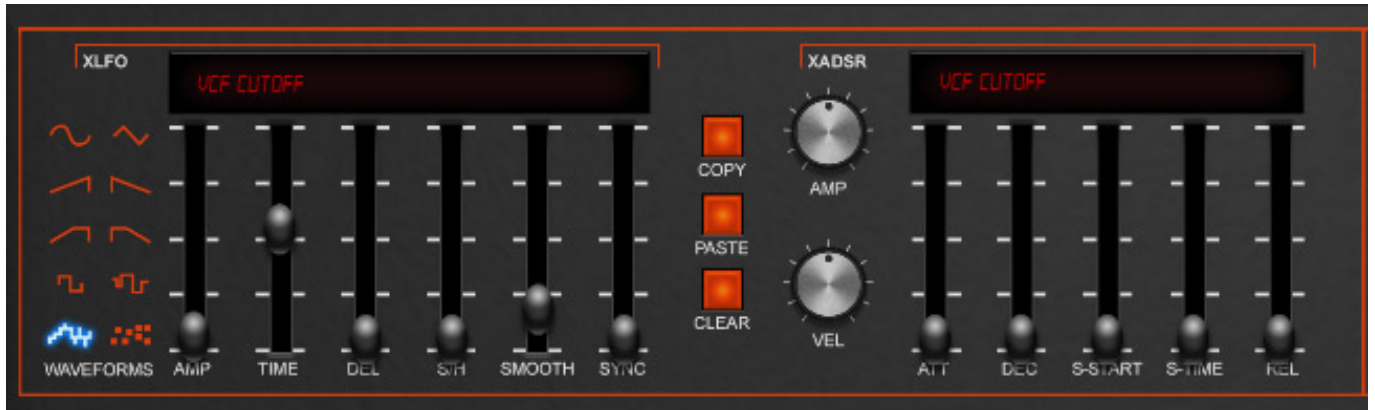 XLFO
VCF CUTOFF
WAVEFORMS AMP TIME DEL S/H SMOOTH SYNC
COPY
PASTE
CLEAR
XADSR
AMP
VEL
VCF CUTOFF
ATT DEC S-START S-TIME REL